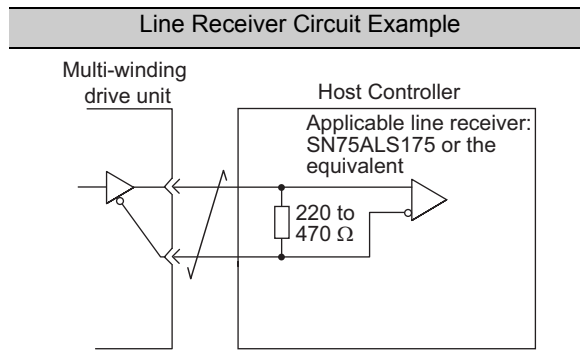 Line Receiver Circuit Example
Multi-winding
drive unit
Host Controller
Applicable line receiver:
SN75ALS175 or the
equivalent
220 to
470 Ω